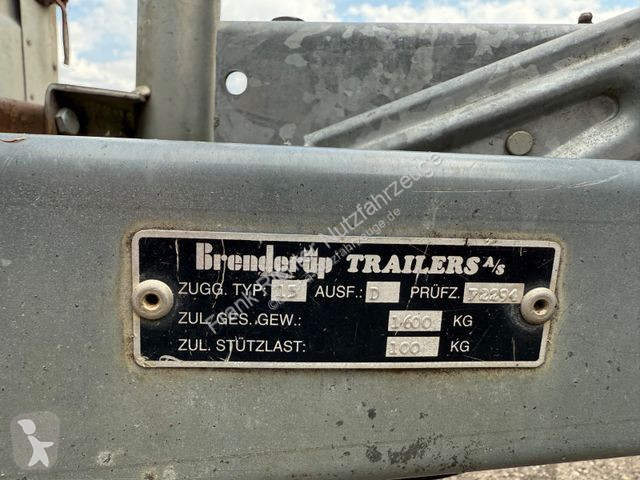 Brenderup TRAILERS A/S
ZUGG. TYP: 15 AUSF.: D PRÜFZ. 72294
ZUL. GES. GEW.: 1600 KG
ZUL. STÜTZLAST: 100 KG